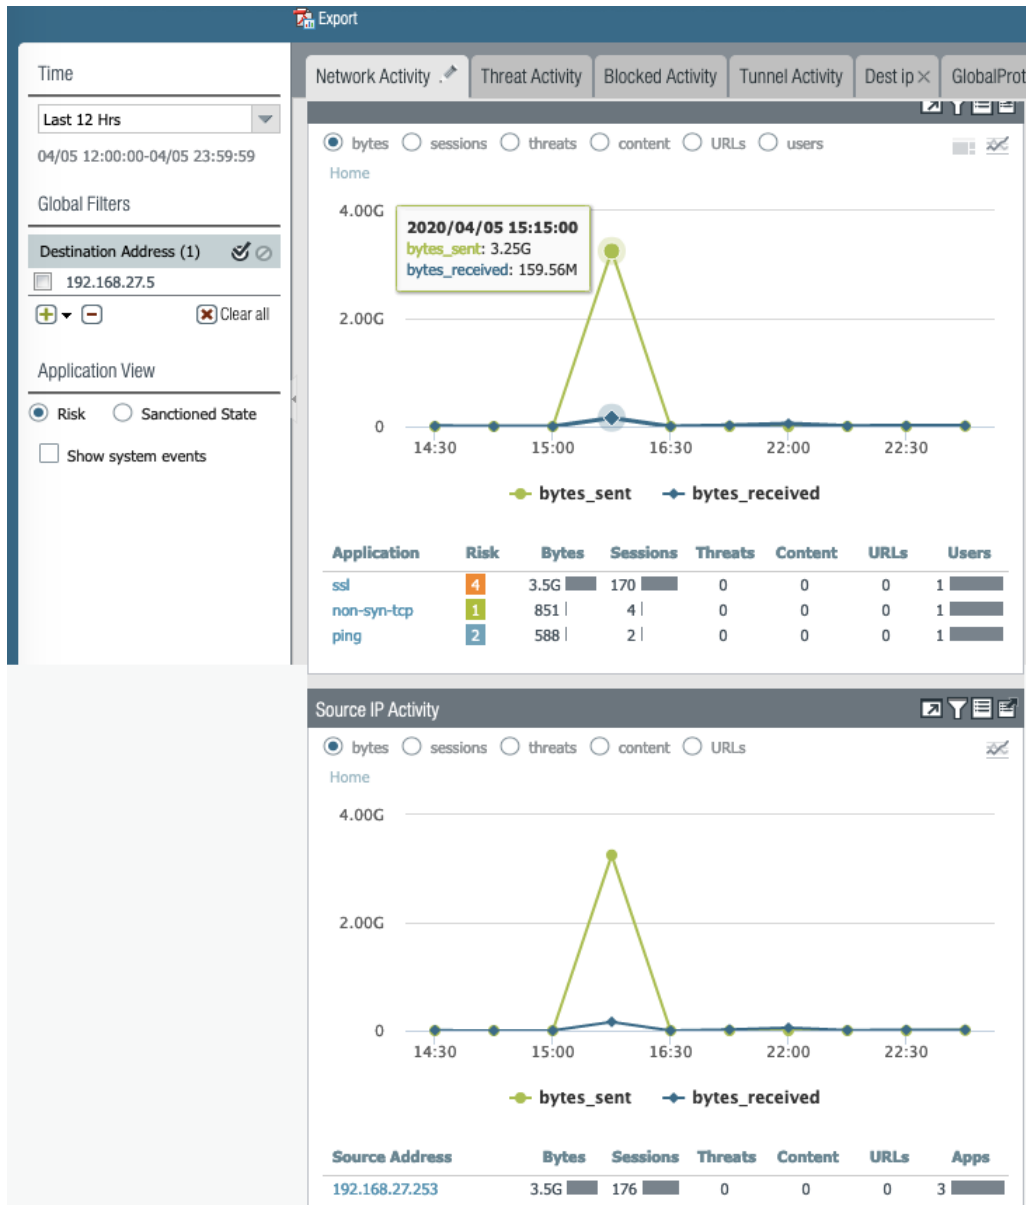 Export
Time
Last 12 Hrs
04/05 12:00:00-04/05 23:59:59
Global Filters
Destination Address (1)
192.168.27.5
Clear all
Application View
Risk Sanctioned State
Show system events
Network Activity Threat Activity Blocked Activity Tunnel Activity Dest ip GlobalProt
bytes sessions threats content URLs users
Home
4.00G
2020/04/05 15:15:00
bytes_sent: 3.25G
bytes_received: 159.56M
2.00G
0
14:30 15:00 16:30 22:00 22:30
bytes_sent bytes_received
Application Risk Bytes Sessions Threats Content URLs Users
ssl 4 3.5G 170 0 0 0 1
non-syn-tcp 1 851 4 0 0 0 1
ping 2 588 2 0 0 0 1
Source IP Activity
bytes sessions threats content URLs
Home
4.00G
2.00G
0
14:30 15:00 16:30 22:00 22:30
bytes_sent bytes_received
Source Address Bytes Sessions Threats Content URLs Apps
192.168.27.253 3.5G 176 0 0 0 3